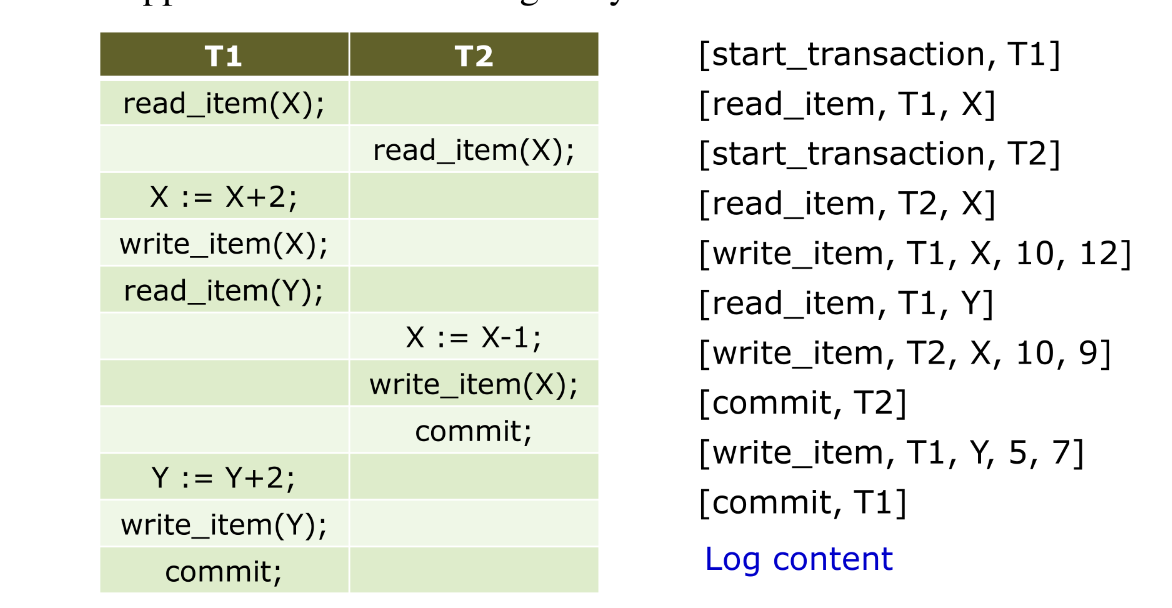 T1 T2
read_item(X);
read_item(X);
X := X+2;
write_item(X);
read_item(Y);
X := X-1;
write_item(X);
commit;
Y := Y+2;
write_item(Y);
commit;
[start_transaction, T1]
[read_item, T1, X]
[start_transaction, T2]
[read_item, T2, X]
[write_item, T1, X, 10, 12]
[read_item, T1, Y]
[write_item, T2, X, 10, 9]
[commit, T2]
[write_item, T1, Y, 5, 7]
[commit, T1]
Log content